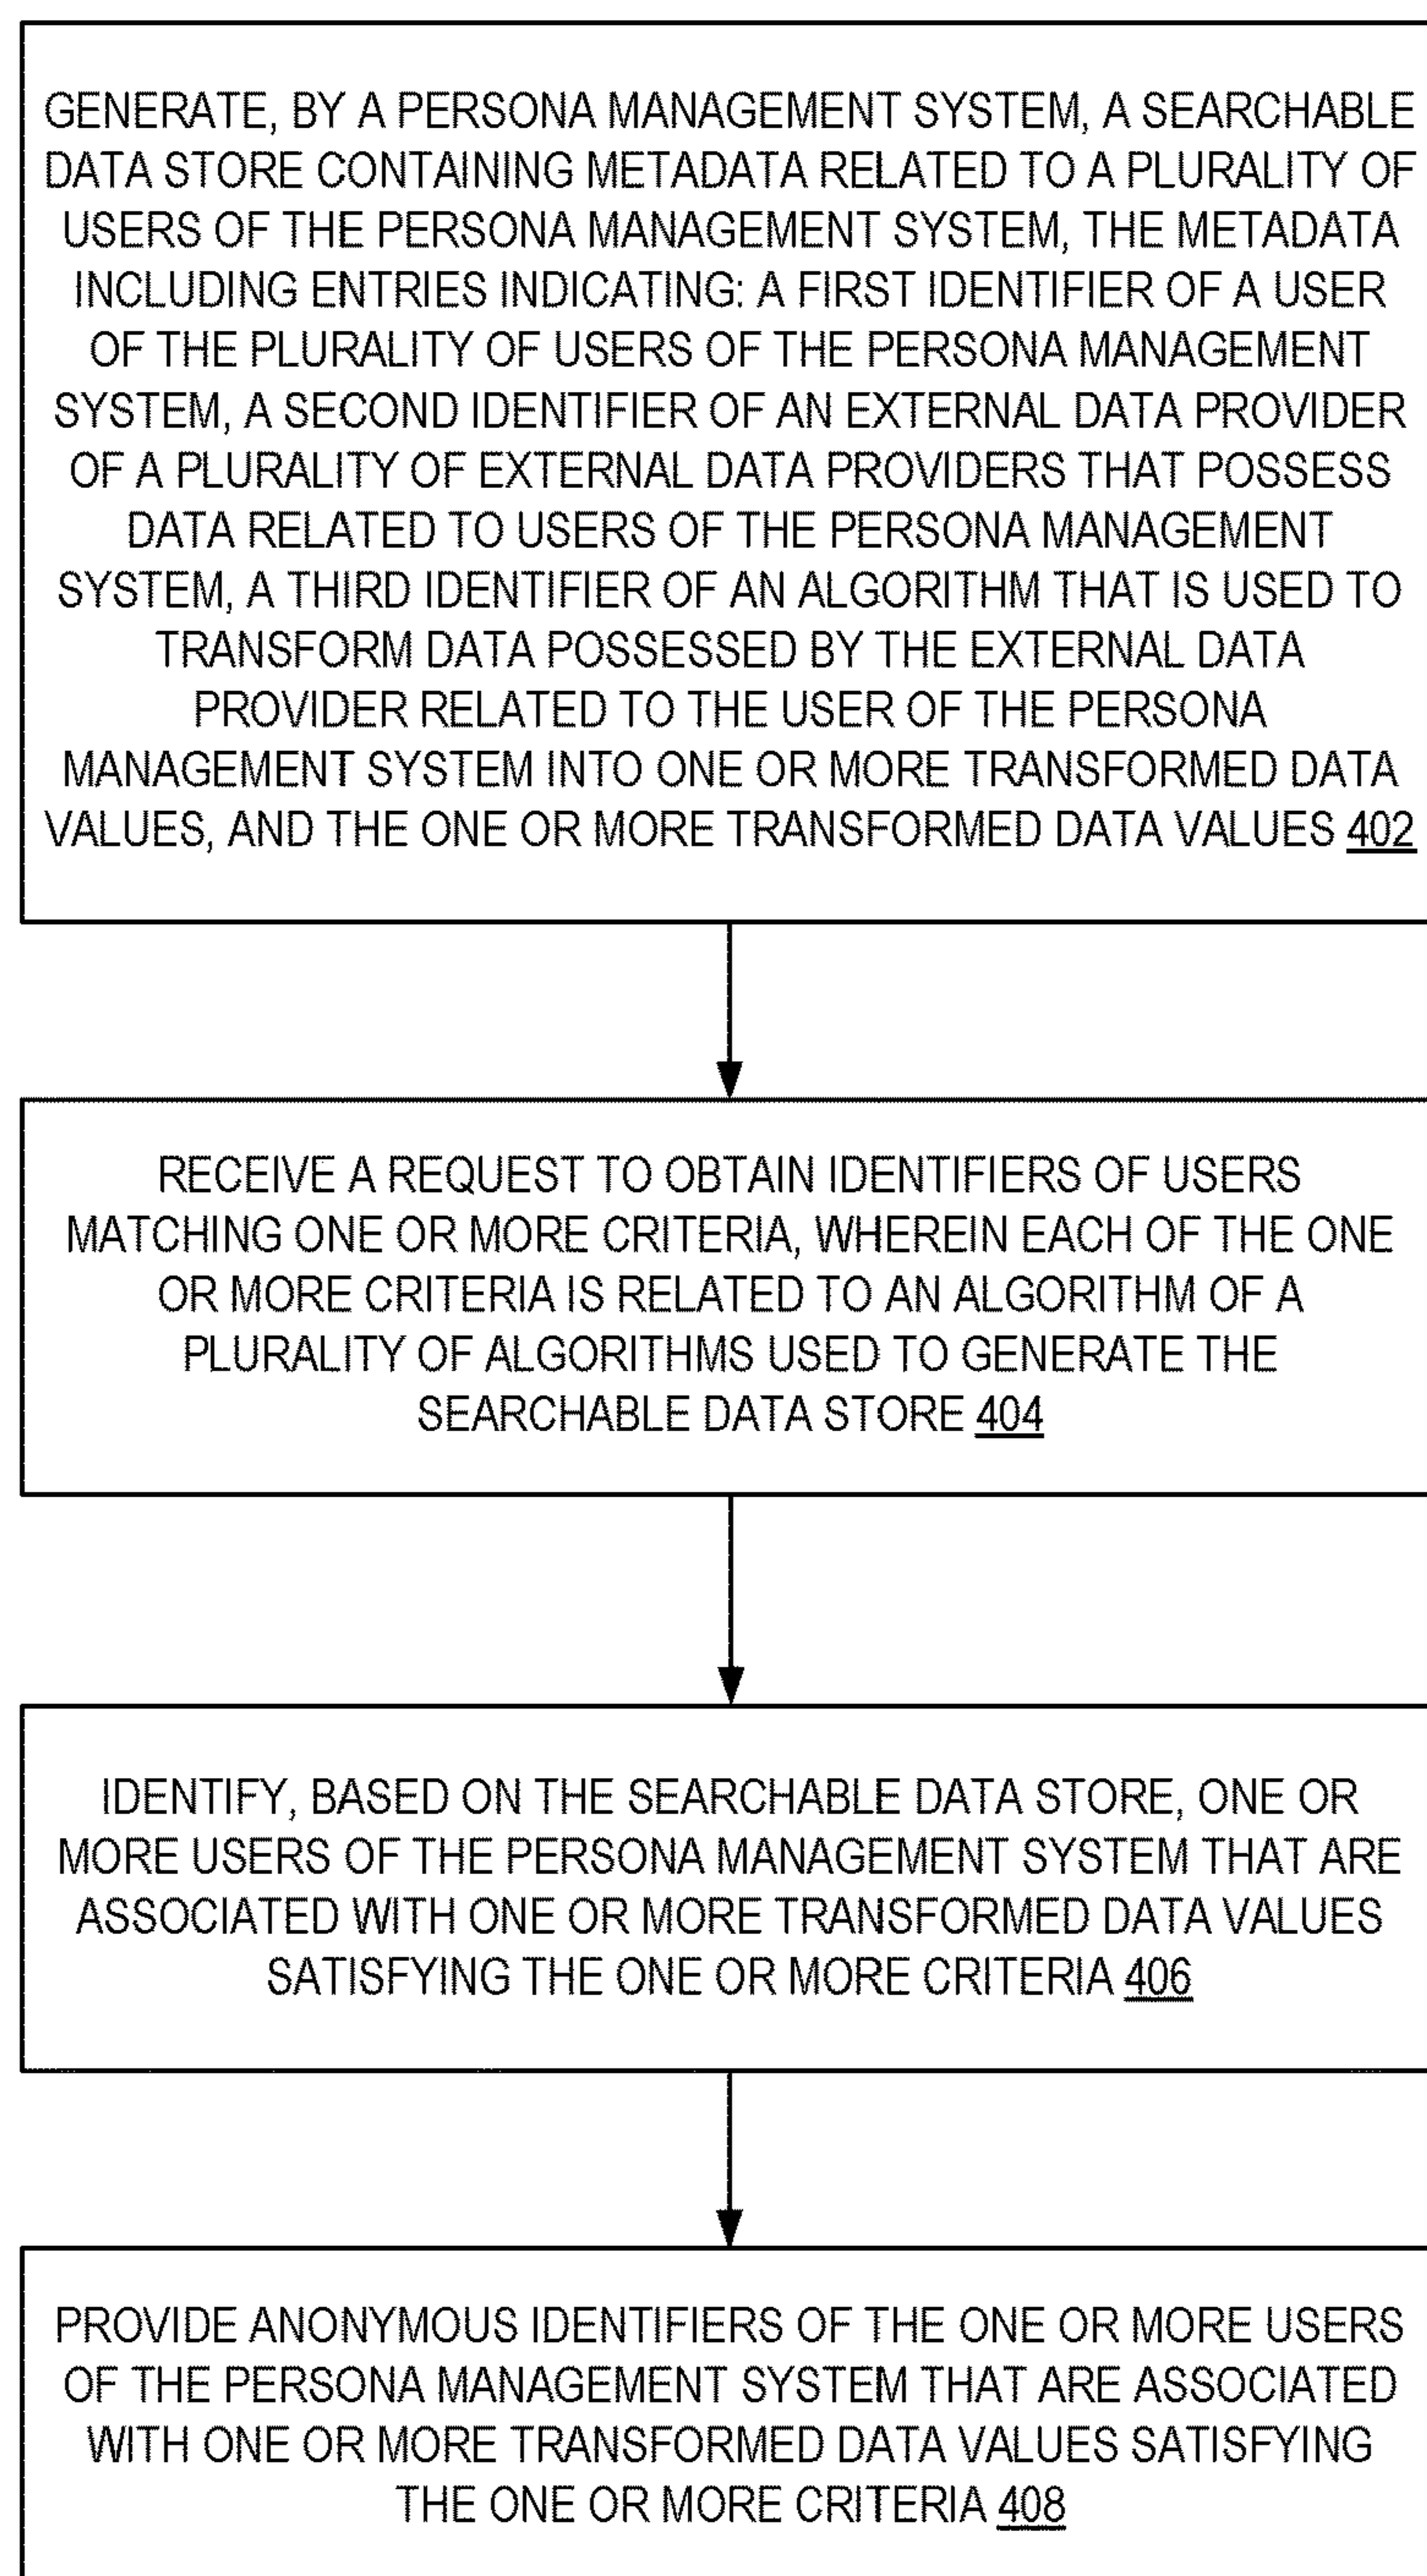 GENERATE, BY A PERSONA MANAGEMENT SYSTEM, A SEARCHABLE
DATA STORE CONTAINING METADATA RELATED TO A PLURALITY OF
USERS OF THE PERSONA MANAGEMENT SYSTEM, THE METADATA
INCLUDING ENTRIES INDICATING: A FIRST IDENTIFIER OF A USER
OF THE PLURALITY OF USERS OF THE PERSONA MANAGEMENT
SYSTEM, A SECOND IDENTIFIER OF AN EXTERNAL DATA PROVIDER
OF A PLURALITY OF EXTERNAL DATA PROVIDERS THAT POSSESS
DATA RELATED TO USERS OF THE PERSONA MANAGEMENT
SYSTEM, A THIRD IDENTIFIER OF AN ALGORITHM THAT IS USED TO
TRANSFORM DATA POSSESSED BY THE EXTERNAL DATA
PROVIDER RELATED TO THE USER OF THE PERSONA
MANAGEMENT SYSTEM INTO ONE OR MORE TRANSFORMED DATA
VALUES, AND THE ONE OR MORE TRANSFORMED DATA VALUES 402
RECEIVE A REQUEST TO OBTAIN IDENTIFIERS OF USERS
MATCHING ONE OR MORE CRITERIA, WHEREIN EACH OF THE ONE
OR MORE CRITERIA IS RELATED TO AN ALGORITHM OF A
PLURALITY OF ALGORITHMS USED TO GENERATE THE
SEARCHABLE DATA STORE 404
IDENTIFY, BASED ON THE SEARCHABLE DATA STORE, ONE OR
MORE USERS OF THE PERSONA MANAGEMENT SYSTEM THAT ARE
ASSOCIATED WITH ONE OR MORE TRANSFORMED DATA VALUES
SATISFYING THE ONE OR MORE CRITERIA 406
PROVIDE ANONYMOUS IDENTIFIERS OF THE ONE OR MORE USERS
OF THE PERSONA MANAGEMENT SYSTEM THAT ARE ASSOCIATED
WITH ONE OR MORE TRANSFORMED DATA VALUES SATISFYING
THE ONE OR MORE CRITERIA 408